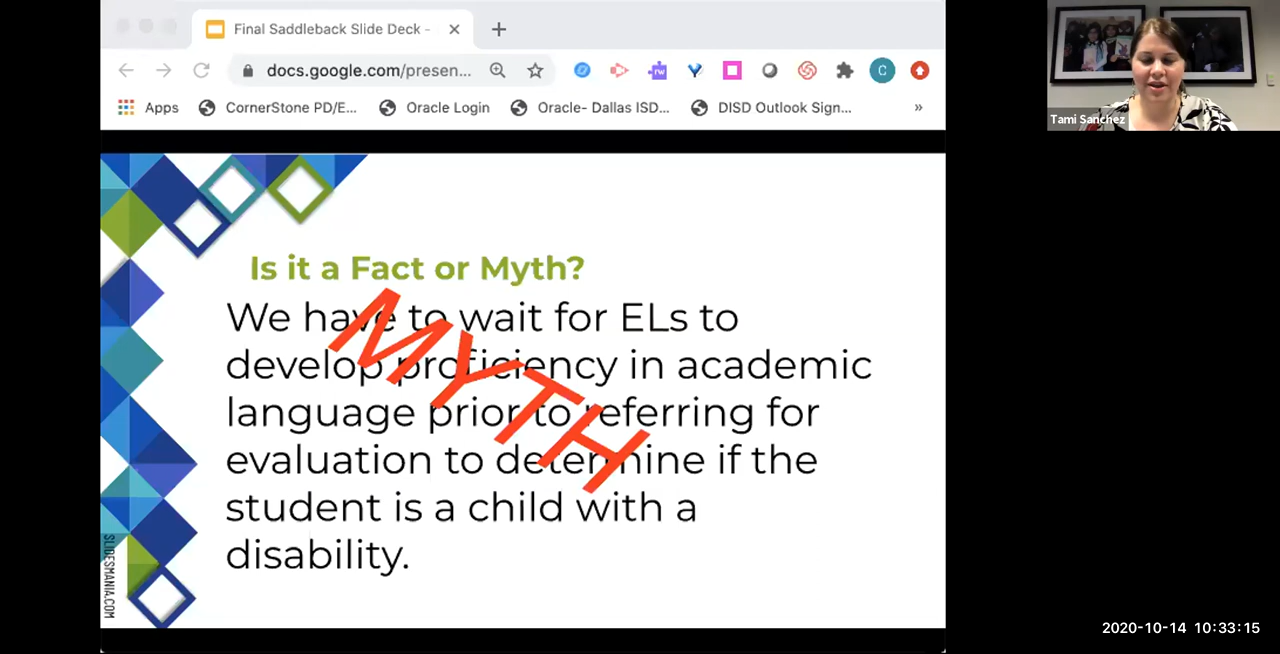 Final Saddleback Slide Deck -
docs.google.com/presen...
Apps CornerStone PD/E... Oracle Login Oracle- Dallas ISD... DISD Outlook Sign... »
Tami Sanchez
Is it a Fact or Myth?
We have to wait for ELs to
develop proficiency in academic
language prior to referring for
evaluation to determine if the
student is a child with a
disability.
MYTH
SLIDESMANIA.COM
2020-10-14 10:33:15